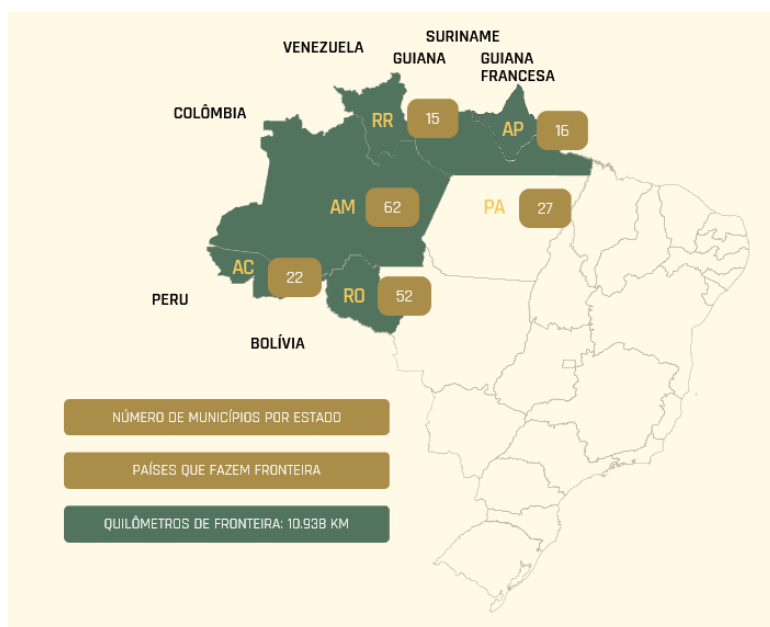 SURINAME
VENEZUELA
GUIANA
GUIANA
FRANCESA
COLÔMBIA
RR
15
AP
16
AM
62
PA
27
AC
22
RO
52
PERU
BOLÍVIA
NÚMERO DE MUNICÍPIOS POR ESTADO
PAÍSES QUE FAZEM FRONTEIRA
QUILÔMETROS DE FRONTEIRA: 10.938 KM